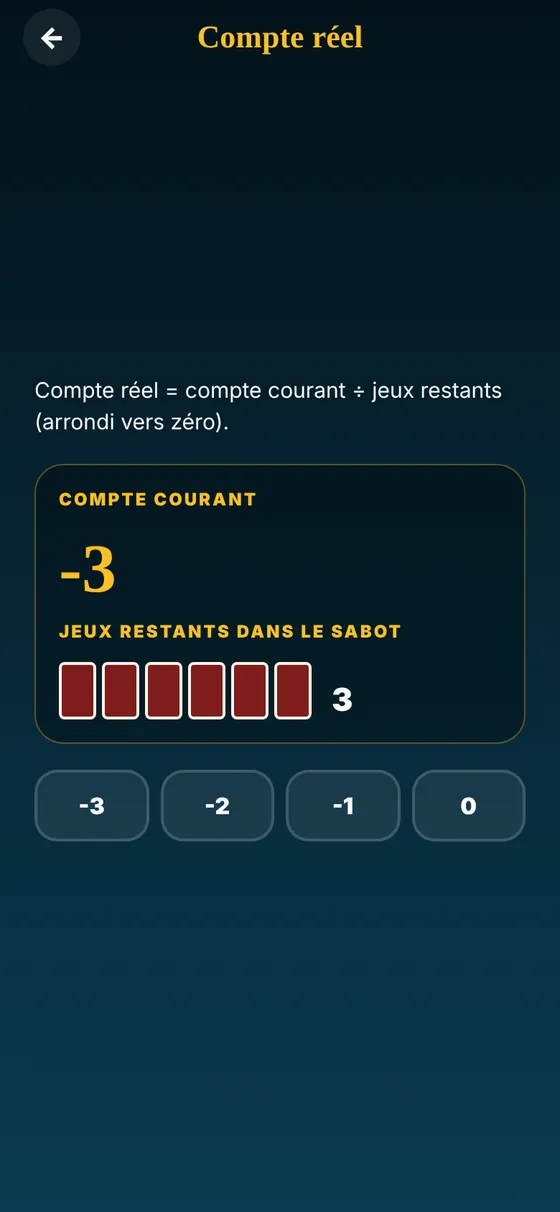 Compte réel
Compte réel = compte courant ÷ jeux restants
(arrondi vers zéro).
COMPTE COURANT
-3
JEUX RESTANTS DANS LE SABOT
3
-3 -2 -1 0